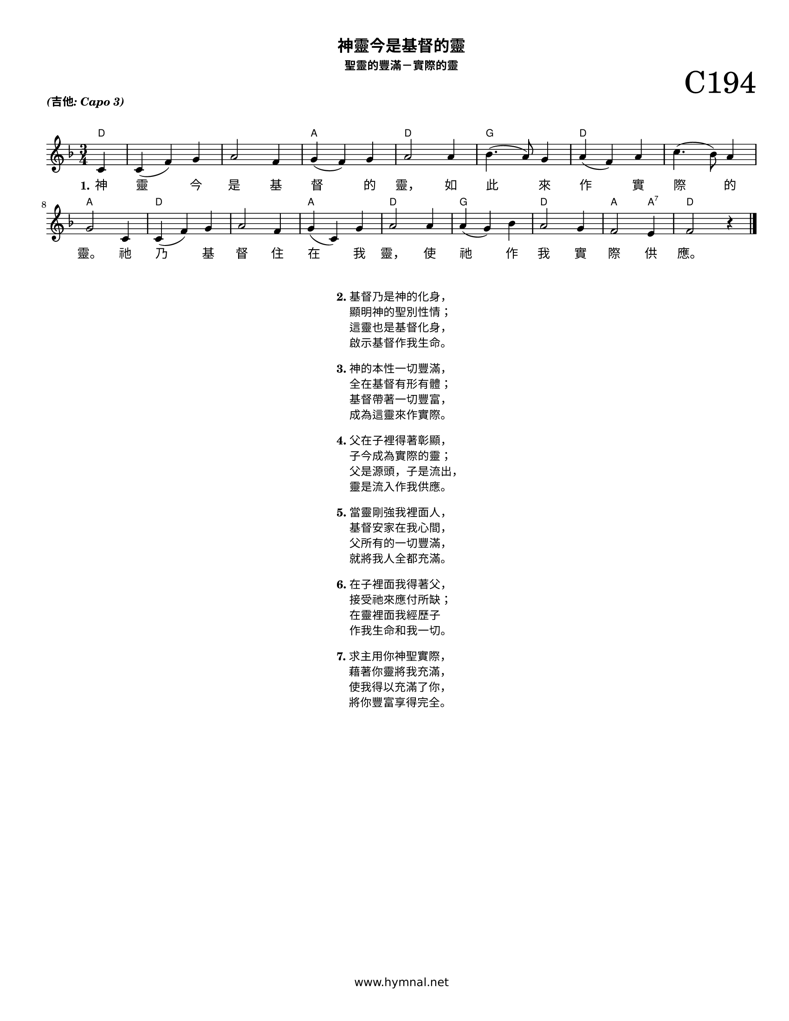 神靈今是基督的靈
聖靈的豐滿－實際的靈
C194
(吉他: Capo 3)
D A D G D
3
4
1. 神 靈 今 是 基 督 的 靈， 如 此 來 作 實 際 的
8 A D A D G D A A7 D
靈。 祂 乃 基 督 住 在 我 靈， 使 祂 作 我 實 際 供 應。
2. 基督乃是神的化身，
顯明神的聖別性情；
這靈也是基督化身，
啟示基督作我生命。
3. 神的本性一切豐滿，
全在基督有形有體；
基督帶著一切豐富，
成為這靈來作實際。
4. 父在子裡得著彰顯，
子今成為實際的靈；
父是源頭，子是流出，
靈是流入作我供應。
5. 當靈剛強我裡面人，
基督安家在我心間，
父所有的一切豐滿，
就將我人全都充滿。
6. 在子裡面我得著父，
接受祂來應付所缺；
在靈裡面我經歷子
作我生命和我一切。
7. 求主用你神聖實際，
藉著你靈將我充滿，
使我得以充滿了你，
將你豐富享得完全。
www.hymnal.net